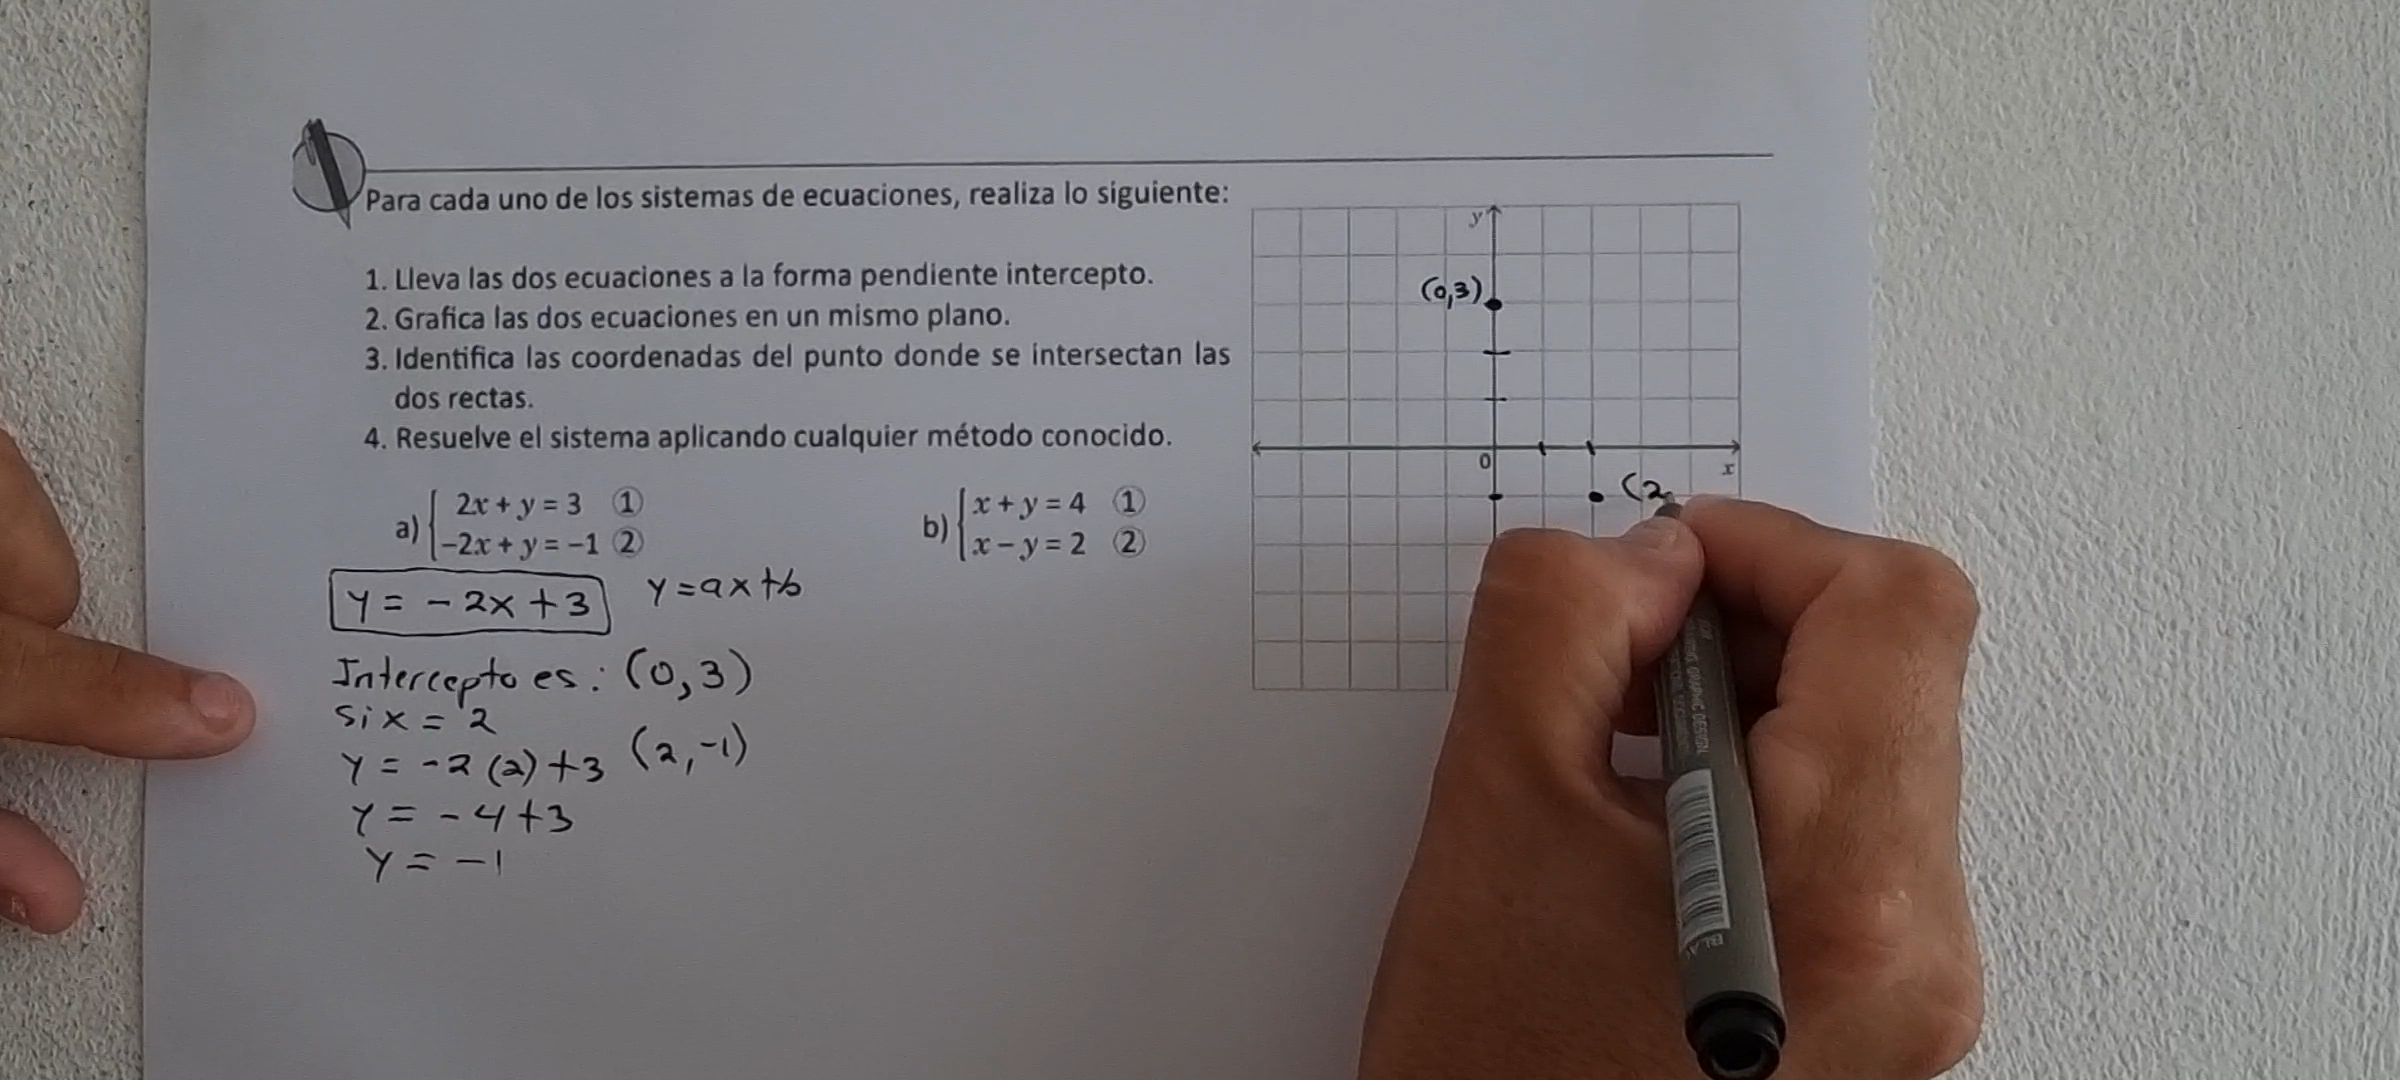 Para cada uno de los sistemas de ecuaciones, realiza lo siguiente:
1. Lleva las dos ecuaciones a la forma pendiente intercepto.
2. Grafica las dos ecuaciones en un mismo plano.
3. Identifica las coordenadas del punto donde se intersectan las
dos rectas.
4. Resuelve el sistema aplicando cualquier método conocido.
a) 2x + y = 3 ①
-2x + y = -1 ②
b) x + y = 4 ①
x - y = 2 ②
y = -2x + 3 y = ax + b
Intercepto es: (0,3)
si x = 2
y = -2(2)+3 (2,-1)
y = -4+3
y = -1
y
(0,3)
0
x
(2,